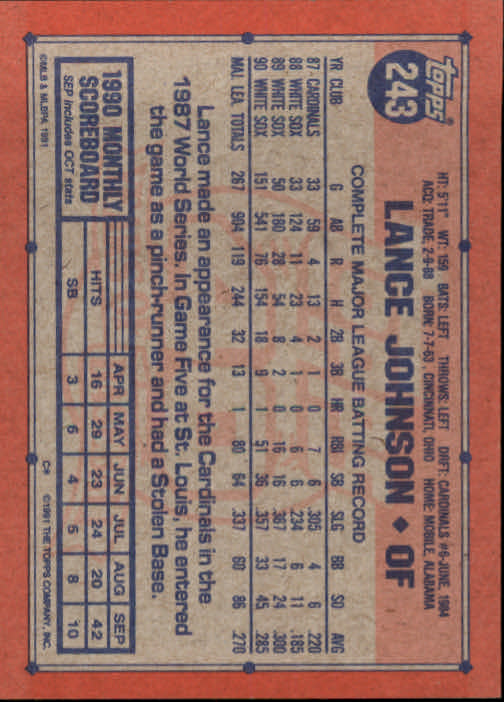 topps
243
HT: 5'11" WT: 159 BATS: LEFT THROWS: LEFT DRFT: CARDINALS #6-JUNE, 1984
ACQ: TRADE, 2-9-88 BORN: 7-7-63, CINCINNATI, OHIO HOME: MOBILE, ALABAMA
LANCE JOHNSON ◆ OF
COMPLETE MAJOR LEAGUE BATTING RECORD
YR CLUB G AB R H 2B 3B HR RBI SB SLG BB SO AVG
87 CARDINALS 33 59 4 13 2 1 0 7 6 .305 4 6 .220
88 WHITE SOX 33 124 11 23 4 1 0 6 6 .234 6 11 .185
89 WHITE SOX 50 180 28 54 8 2 0 16 16 .367 17 24 .300
90 WHITE SOX 151 541 76 154 18 9 1 51 36 .357 33 45 .285
MAJ. LEA. TOTALS 267 904 119 244 32 13 1 80 64 .337 60 86 .270
Lance made an appearance for the Cardinals in the
1987 World Series. In Game Five at St. Louis, he entered
the game as a pinch-runner and had a Stolen Base.
1990 MONTHLY
SCOREBOARD
SEP includes OCT stats
APR MAY JUN JUL AUG SEP
HITS 16 29 23 24 20 42
SB 3 6 4 5 8 10
©MLB & MLBPA, 1991
C* ©1991 THE TOPPS COMPANY, INC.